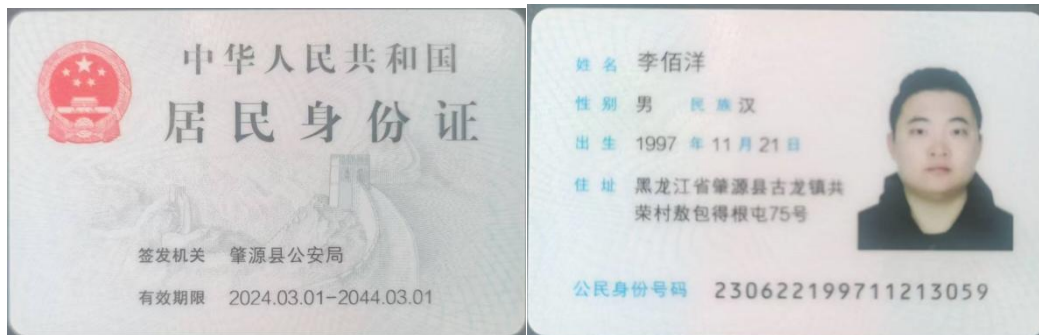 中华人民共和国
居民身份证
签发机关 肇源县公安局
有效期限 2024.03.01-2044.03.01
姓名 李佰洋
性别 男 民族 汉
出生 1997 年 11 月 21 日
住址 黑龙江省肇源县古龙镇共
荣村敖包得根屯75号
公民身份号码 230622199711213059